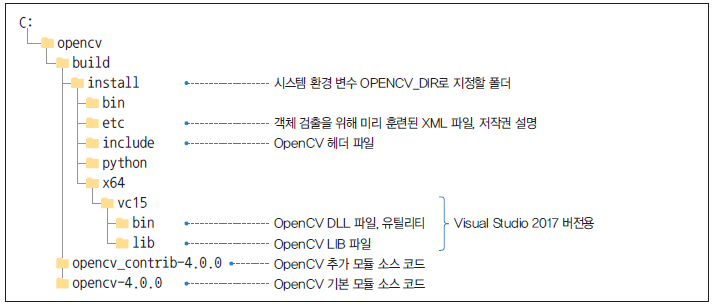 C:
opencv
build
install 시스템 환경 변수 OPENCV_DIR로 지정할 폴더
bin
etc 객체 검출을 위해 미리 훈련된 XML 파일, 저작권 설명
include OpenCV 헤더 파일
python
x64
vc15
bin OpenCV DLL 파일, 유틸리티 Visual Studio 2017 버전용
lib OpenCV LIB 파일
opencv_contrib-4.0.0 OpenCV 추가 모듈 소스 코드
opencv-4.0.0 OpenCV 기본 모듈 소스 코드